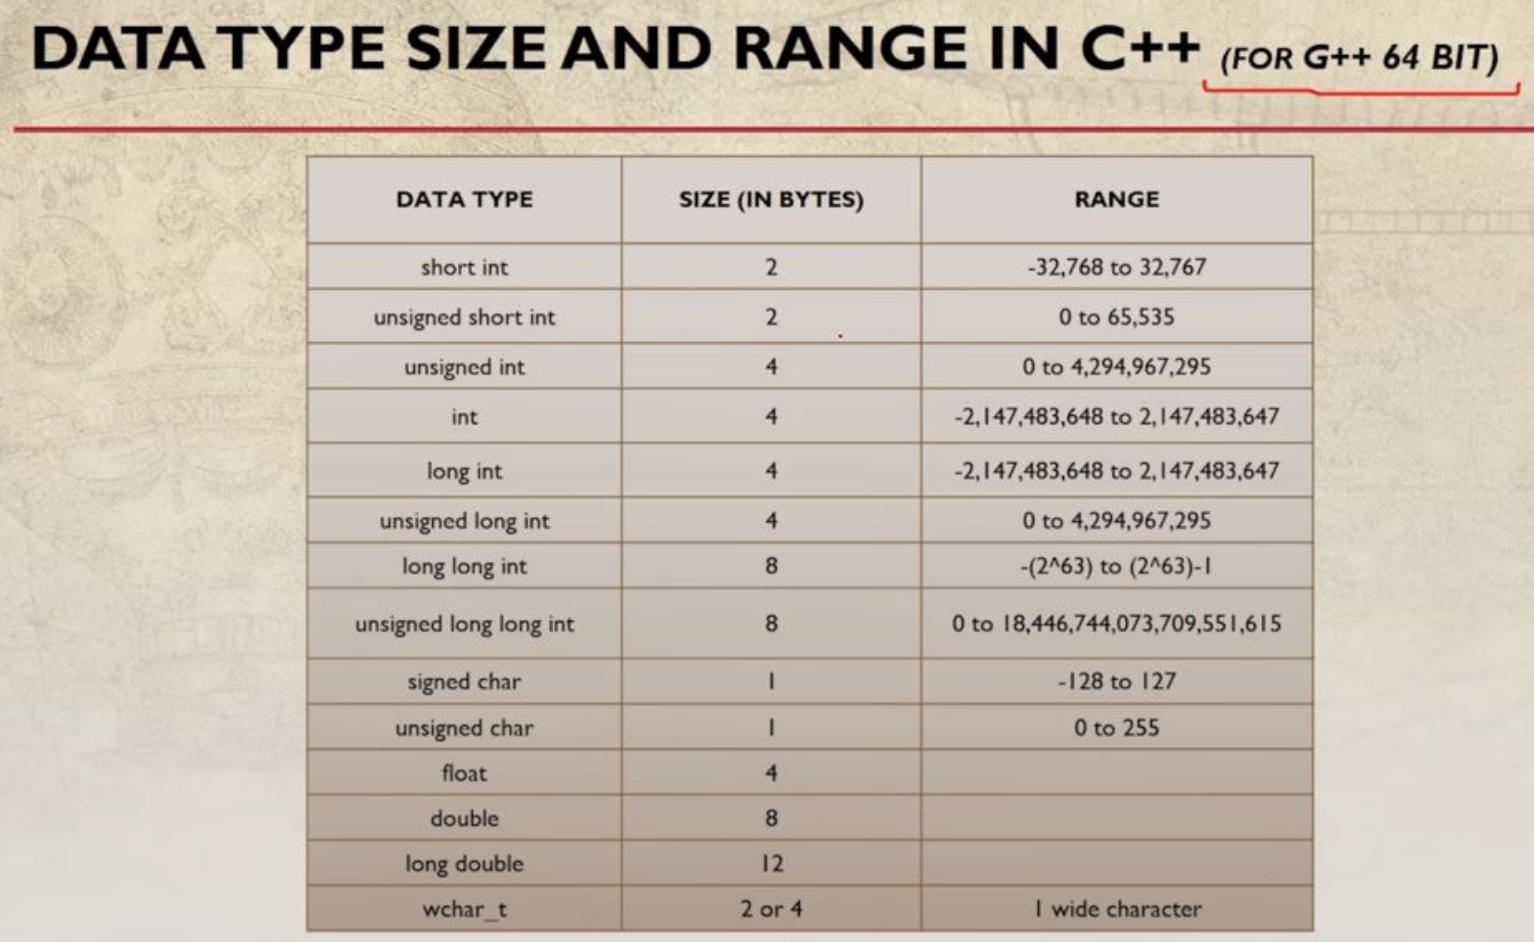 DATA TYPE SIZE AND RANGE IN C++ (FOR G++ 64 BIT)
DATA TYPE SIZE (IN BYTES) RANGE
short int 2 -32,768 to 32,767
unsigned short int 2 0 to 65,535
unsigned int 4 0 to 4,294,967,295
int 4 -2,147,483,648 to 2,147,483,647
long int 4 -2,147,483,648 to 2,147,483,647
unsigned long int 4 0 to 4,294,967,295
long long int 8 -(2^63) to (2^63)-1
unsigned long long int 8 0 to 18,446,744,073,709,551,615
signed char 1 -128 to 127
unsigned char 1 0 to 255
float 4
double 8
long double 12
wchar_t 2 or 4 1 wide character